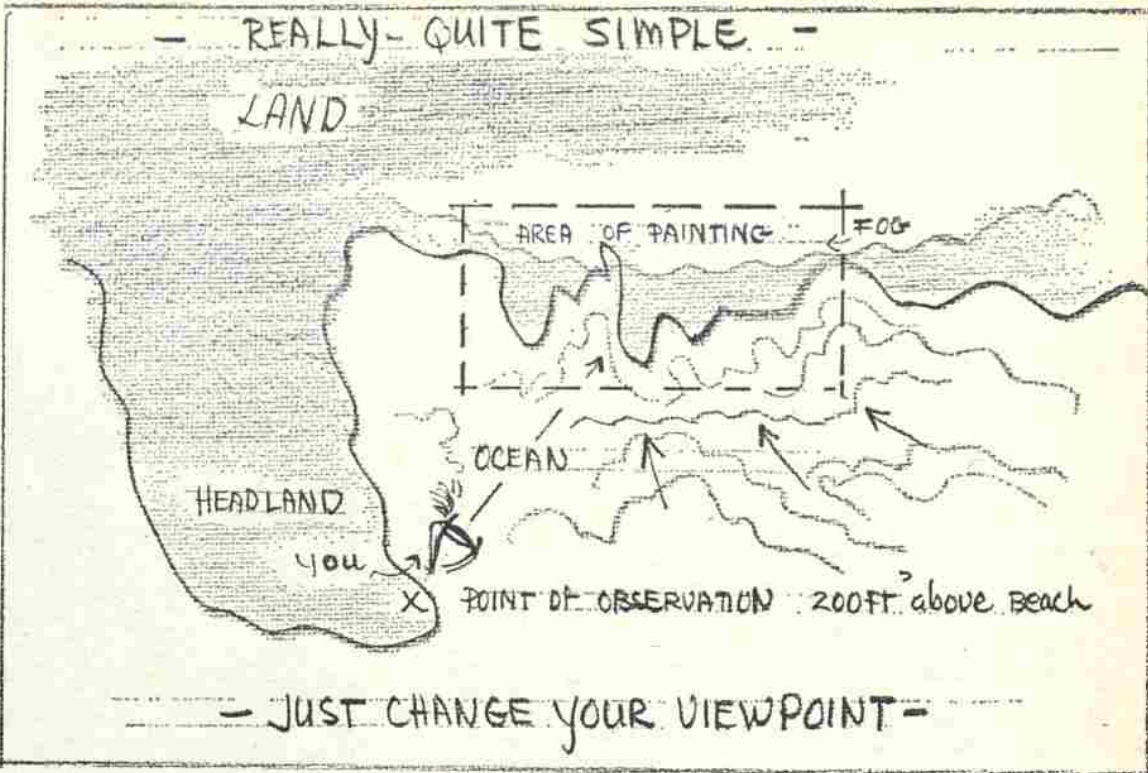 - REALLY- QUITE SIMPLE -
LAND
AREA OF PAINTING
FOG
OCEAN
HEADLAND
YOU
X POINT OF OBSERVATION 200FT above BEACH
- JUST CHANGE YOUR VIEWPOINT -